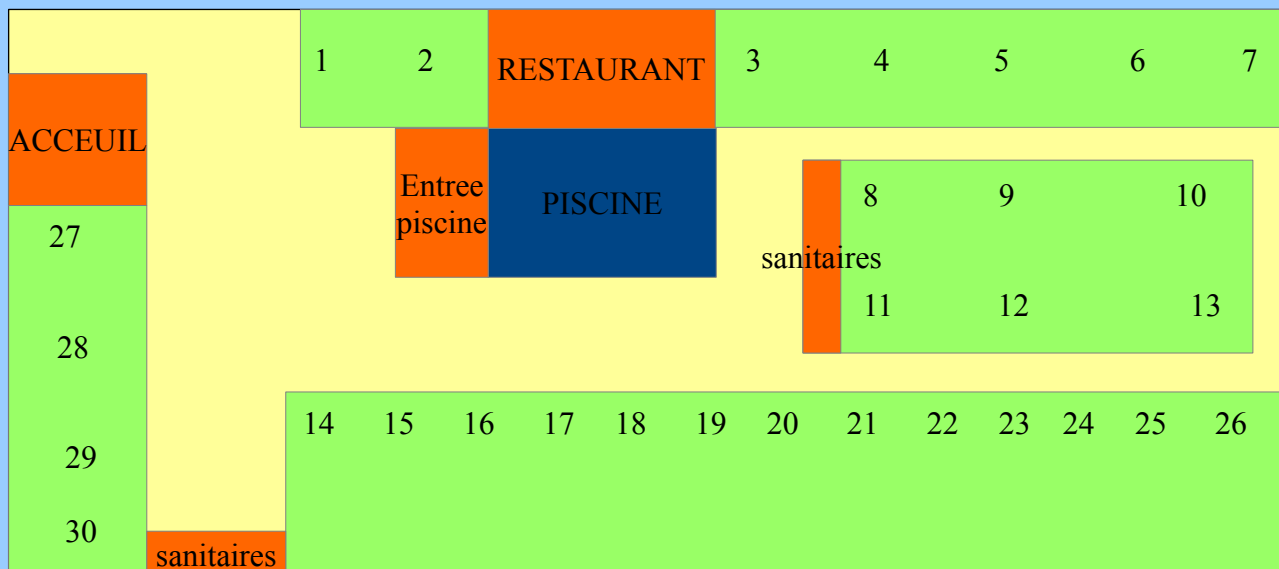 1 2 RESTAURANT 3 4 5 6 7
ACCEUIL
Entree
piscine
PISCINE
8 9 10
sanitaires
11 12 13
27
28
29
30
14 15 16 17 18 19 20 21 22 23 24 25 26
sanitaires